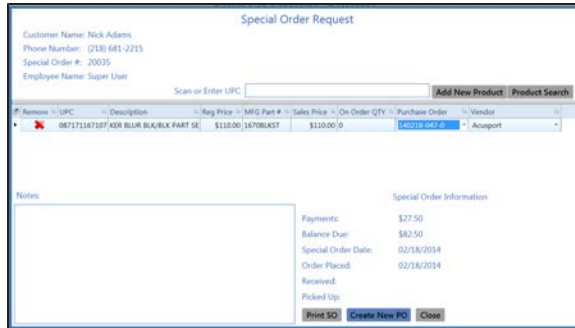 Special Order Request
Customer Name: Nick Adams
Phone Number: (218) 681-2215
Special Order #: 20035
Employee Name: Super User
Scan or Enter UPC
Add New Product Product Search
Remove UPC Description Reg Price MFG Part # Sales Price On Order QTY Purchase Order Vendor
087171167107 KER BLUR BLK/BLK PART SE $110.00 1670BLKST $110.00 0 140218-647-0 Acusport
Notes:
Special Order Information
Payments: $27.50
Balance Due: $82.50
Special Order Date: 02/18/2014
Order Placed: 02/18/2014
Received:
Picked Up:
Print SO Create New PO Close